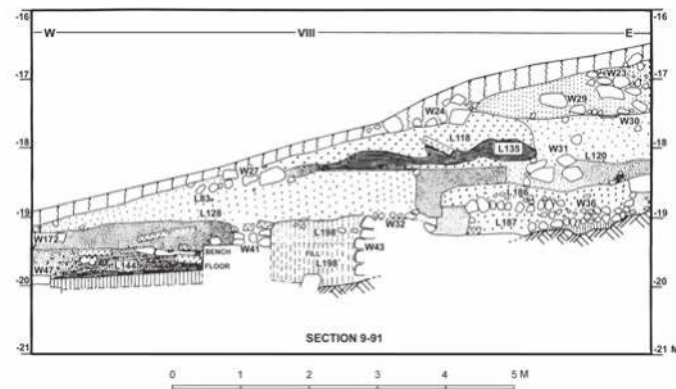 -16
-16
W
VIII
E
-17
-17
W23
W29
W24
W30
-18
-18
L118
L135
W31
L120
W27
L83
L186
-19
-19
L128
W36
W32
L187
W172
L198
W41
W43
BENCH
FILL
W47
L144
FLOOR
L198
-20
-20
SECTION 9-91
-21
-21 M
0
1
2
3
4
5 M